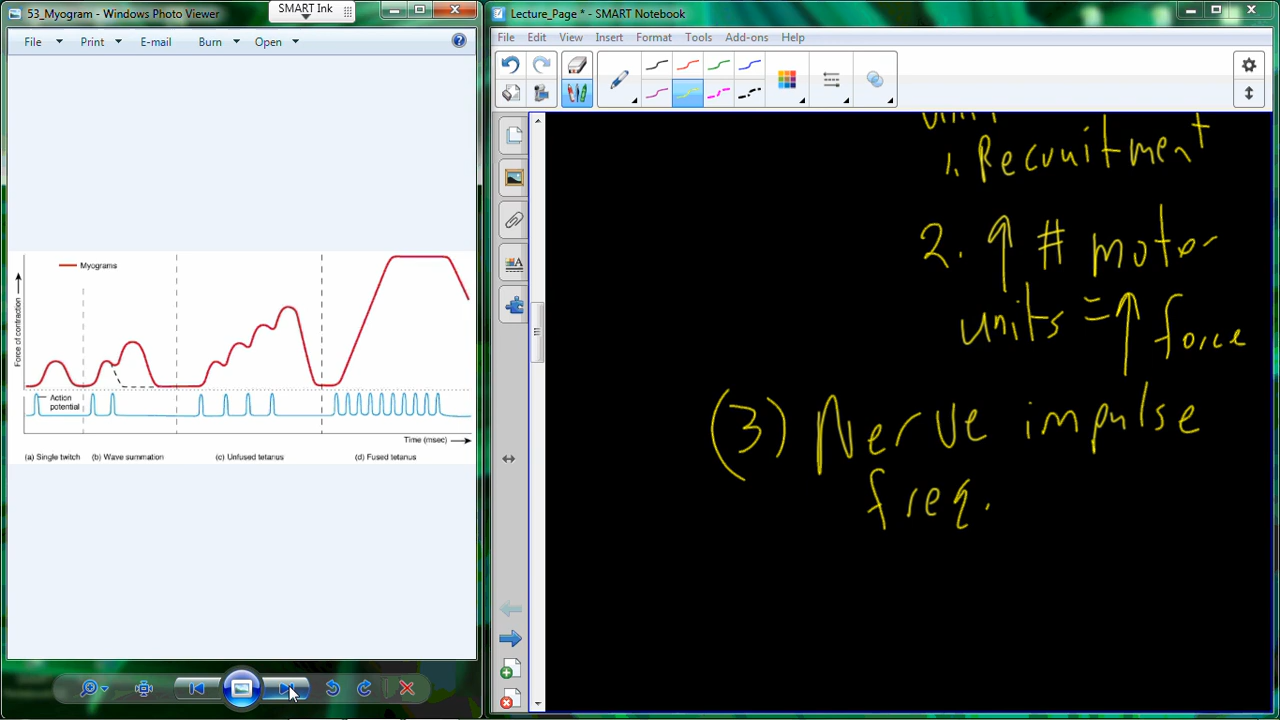 53_Myogram - Windows Photo Viewer
SMART Ink
File Print E-mail Burn Open
Myograms
Force of contraction
Action
potential
Time (msec)
(a) Single twitch (b) Wave summation (c) Unfused tetanus (d) Fused tetanus
Lecture_Page * - SMART Notebook
File Edit View Insert Format Tools Add-ons Help
1. Recruitment
2. ↑ # motor
units = ↑ force
(3) Nerve impulse
freq.